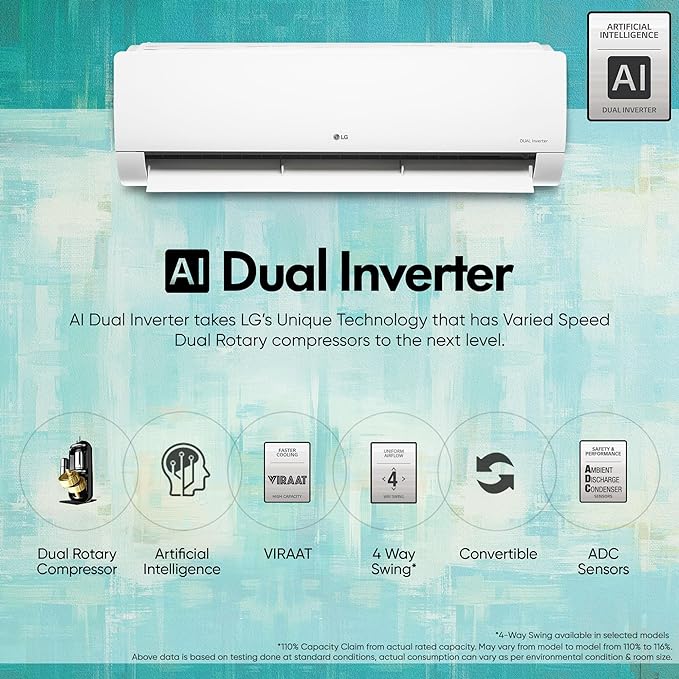 ARTIFICIAL
INTELLIGENCE
AI
DUAL INVERTER
LG
DUAL Inverter
AI Dual Inverter
AI Dual Inverter takes LG's Unique Technology that has Varied Speed
Dual Rotary compressors to the next level.
FASTER
COOLING
VIRAAT
HIGH CAPACITY
UNIFORM
AIRFLOW
4
WAY SWING
SAFETY &
PERFORMANCE
AMBIENT
DISCHARGE
CONDENSER
SENSORS
Dual Rotary
Compressor
Artificial
Intelligence
VIRAAT
4 Way
Swing*
Convertible
ADC
Sensors
*4-Way Swing available in selected models
*110% Capacity Claim from actual rated capacity. May vary from model to model from 110% to 116%.
Above data is based on testing done at standard conditions, actual consumption can vary as per environmental condition & room size.